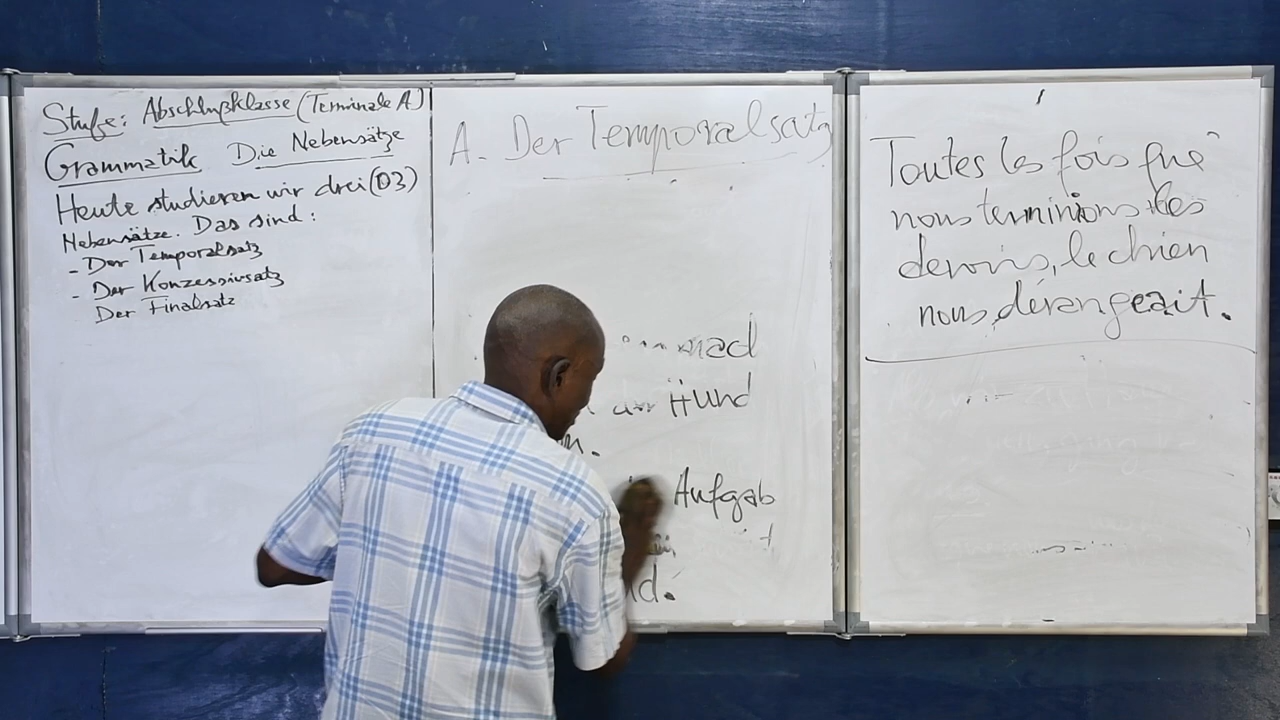 Stufe: Abschlußklasse (Terminale A)
Grammatik Die Nebensätze
Heute studieren wir drei (03)
Nebensätze. Das sind:
- Der Temporalsatz
- Der Konzessivsatz
Der Finalsatz
A. Der Temporalsatz
Hund
Aufgab
Toutes les fois que
nous terminions les
devoirs, le chien
nous dérangeait.